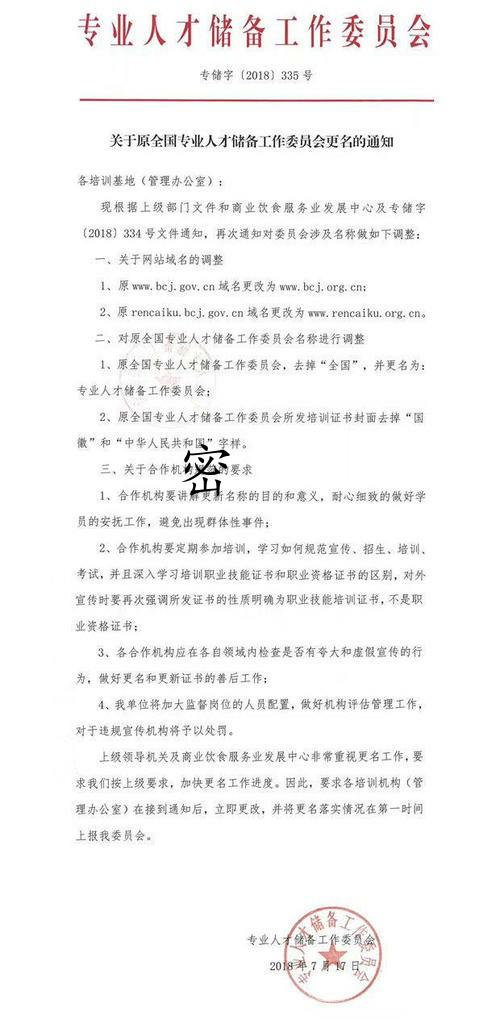 专业人才储备工作委员会
专储字〔2018〕335 号
关于原全国专业人才储备工作委员会更名的通知
各培训基地（管理办公室）：
现根据上级部门文件和商业饮食服务业发展中心及专储字
〔2018〕334 号文件通知，再次通知对委员会涉及名称做如下调整：
一、关于网站域名的调整
1、原 www.bcj.gov.cn 域名更改为 www.bcj.org.cn；
2、原 rencaiku.bcj.gov.cn 域名更改为 www.rencaiku.org.cn。
二、对原全国专业人才储备工作委员会名称进行调整
1、原全国专业人才储备工作委员会，去掉“全国”，并更名为：
专业人才储备工作委员会；
2、原全国专业人才储备工作委员会所发培训证书封面去掉“国
徽”和“中华人民共和国”字样。
密
三、关于合作机构的要求
1、合作机构要讲解更新名称的目的和意义，耐心细致的做好学
员的安抚工作，避免出现群体性事件；
2、合作机构要定期参加培训，学习如何规范宣传、招生、培训、
考试，并且深入学习培训职业技能证书和职业资格证书的区别，对外
宣传时要再次强调所发证书的性质明确为职业技能培训证书，不是职
业资格证书；
3、各合作机构应在各自领域内检查是否有夸大和虚假宣传的行
为，做好更名和更新证书的善后工作；
4、我单位将加大监督岗位的人员配置，做好机构评估管理工作，
对于违规宣传机构将予以处罚。
上级领导机关及商业饮食服务业发展中心非常重视更名工作，要
求我们按上级要求，加快更名工作进度。因此，要求各培训机构（管
理办公室）在接到通知后，立即更改，并将更名落实情况在第一时间
上报我委员会。
专业人才储备工作委员会
2018 年 7 月 17 日
专业人才储备工作委员会